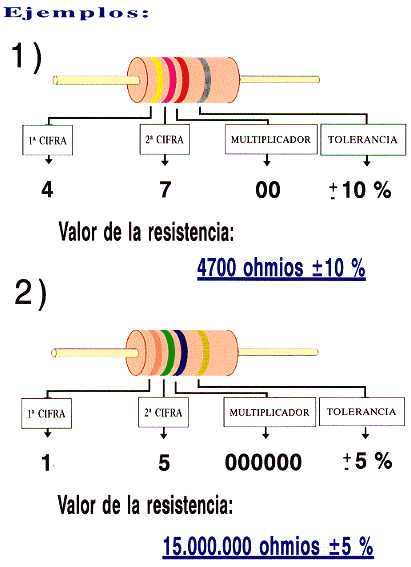 Ejemplos:
1)
1ª CIFRA 2ª CIFRA MULTIPLICADOR TOLERANCIA
4 7 00 ±10 %
Valor de la resistencia:
4700 ohmios ±10 %
2)
1ª CIFRA 2ª CIFRA MULTIPLICADOR TOLERANCIA
1 5 000000 ±5 %
Valor de la resistencia:
15.000.000 ohmios ±5 %